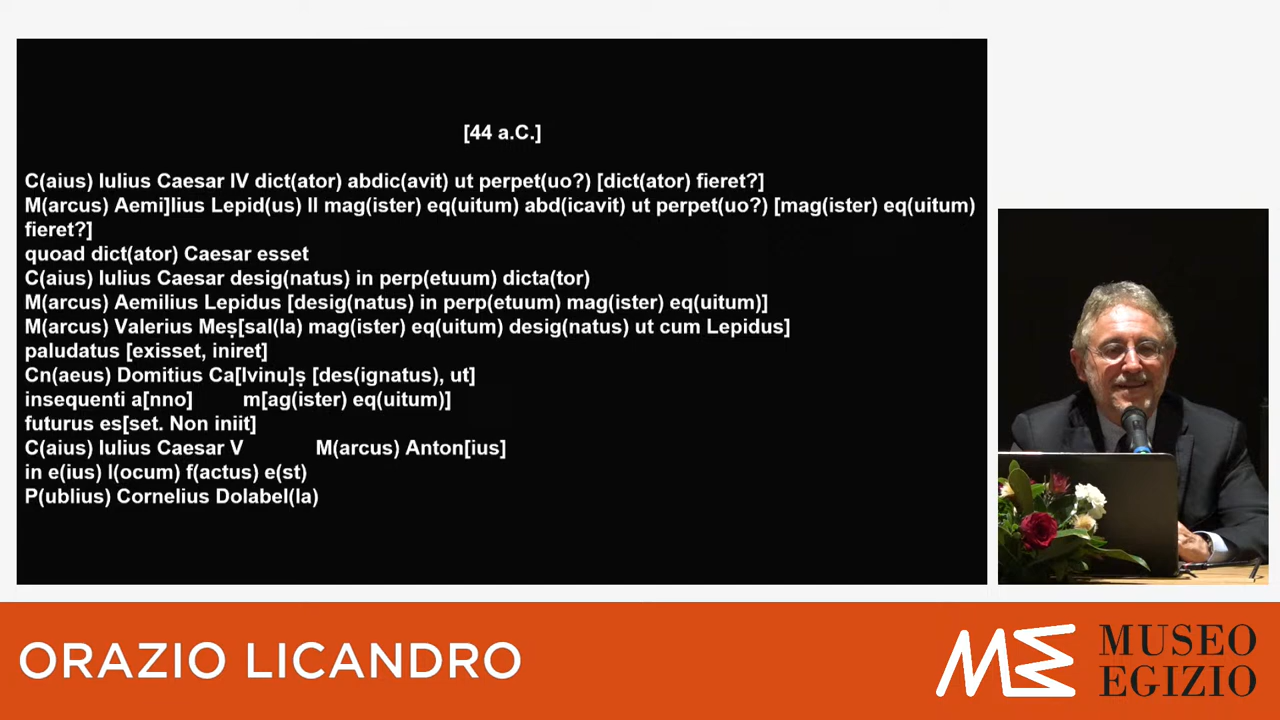 [44 a.C.]
C(aius) Iulius Caesar IV dict(ator) abdic(avit) ut perpet(uo?) [dict(ator) fieret?]
M(arcus) Aemi]lius Lepid(us) II mag(ister) eq(uitum) abd(icavit) ut perpet(uo?) [mag(ister) eq(uitum)
fieret?]
quoad dict(ator) Caesar esset
C(aius) Iulius Caesar desig(natus) in perp(etuum) dicta(tor)
M(arcus) Aemilius Lepidus [desig(natus) in perp(etuum) mag(ister) eq(uitum)]
M(arcus) Valerius Meṣ[sal(la) mag(ister) eq(uitum) desig(natus) ut cum Lepidus]
paludatus [exisset, iniret]
Cn(aeus) Domitius Ca[lvinu]ṣ [des(ignatus), ut]
insequenti a[nno] m[ag(ister) eq(uitum)]
futurus es[set. Non iniit]
C(aius) Iulius Caesar V M(arcus) Anton[ius]
in e(ius) l(ocum) f(actus) e(st)
P(ublius) Cornelius Dolabel(la)
ORAZIO LICANDRO
ME MUSEO
EGIZIO